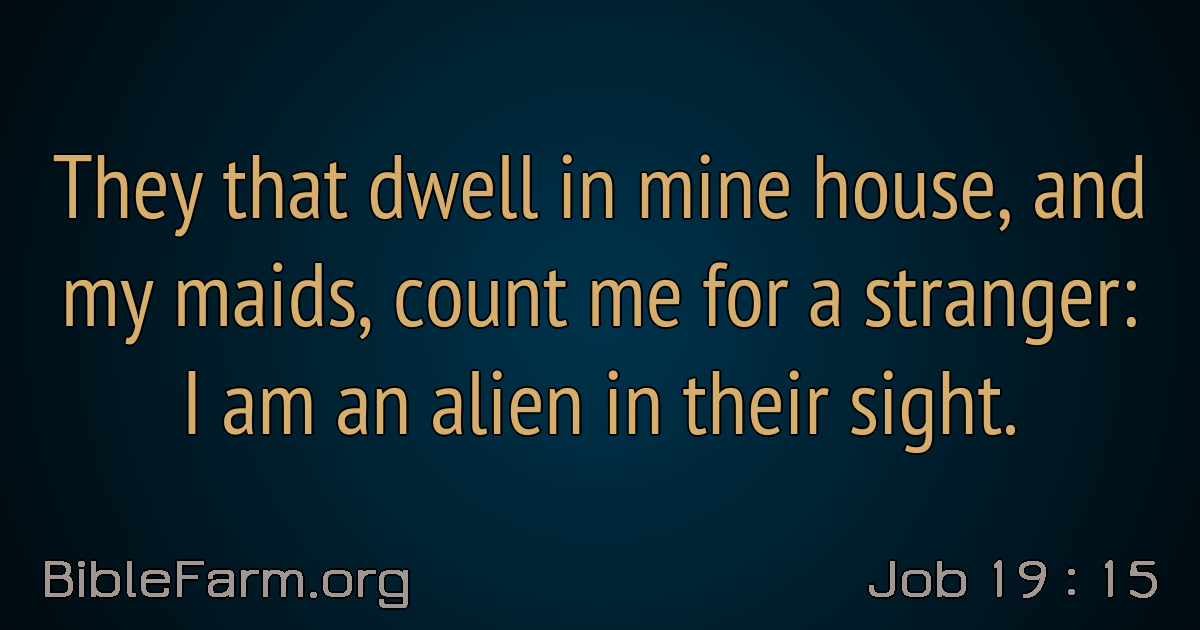 They that dwell in mine house, and
my maids, count me for a stranger:
I am an alien in their sight.
BibleFarm.org
Job 19 : 15